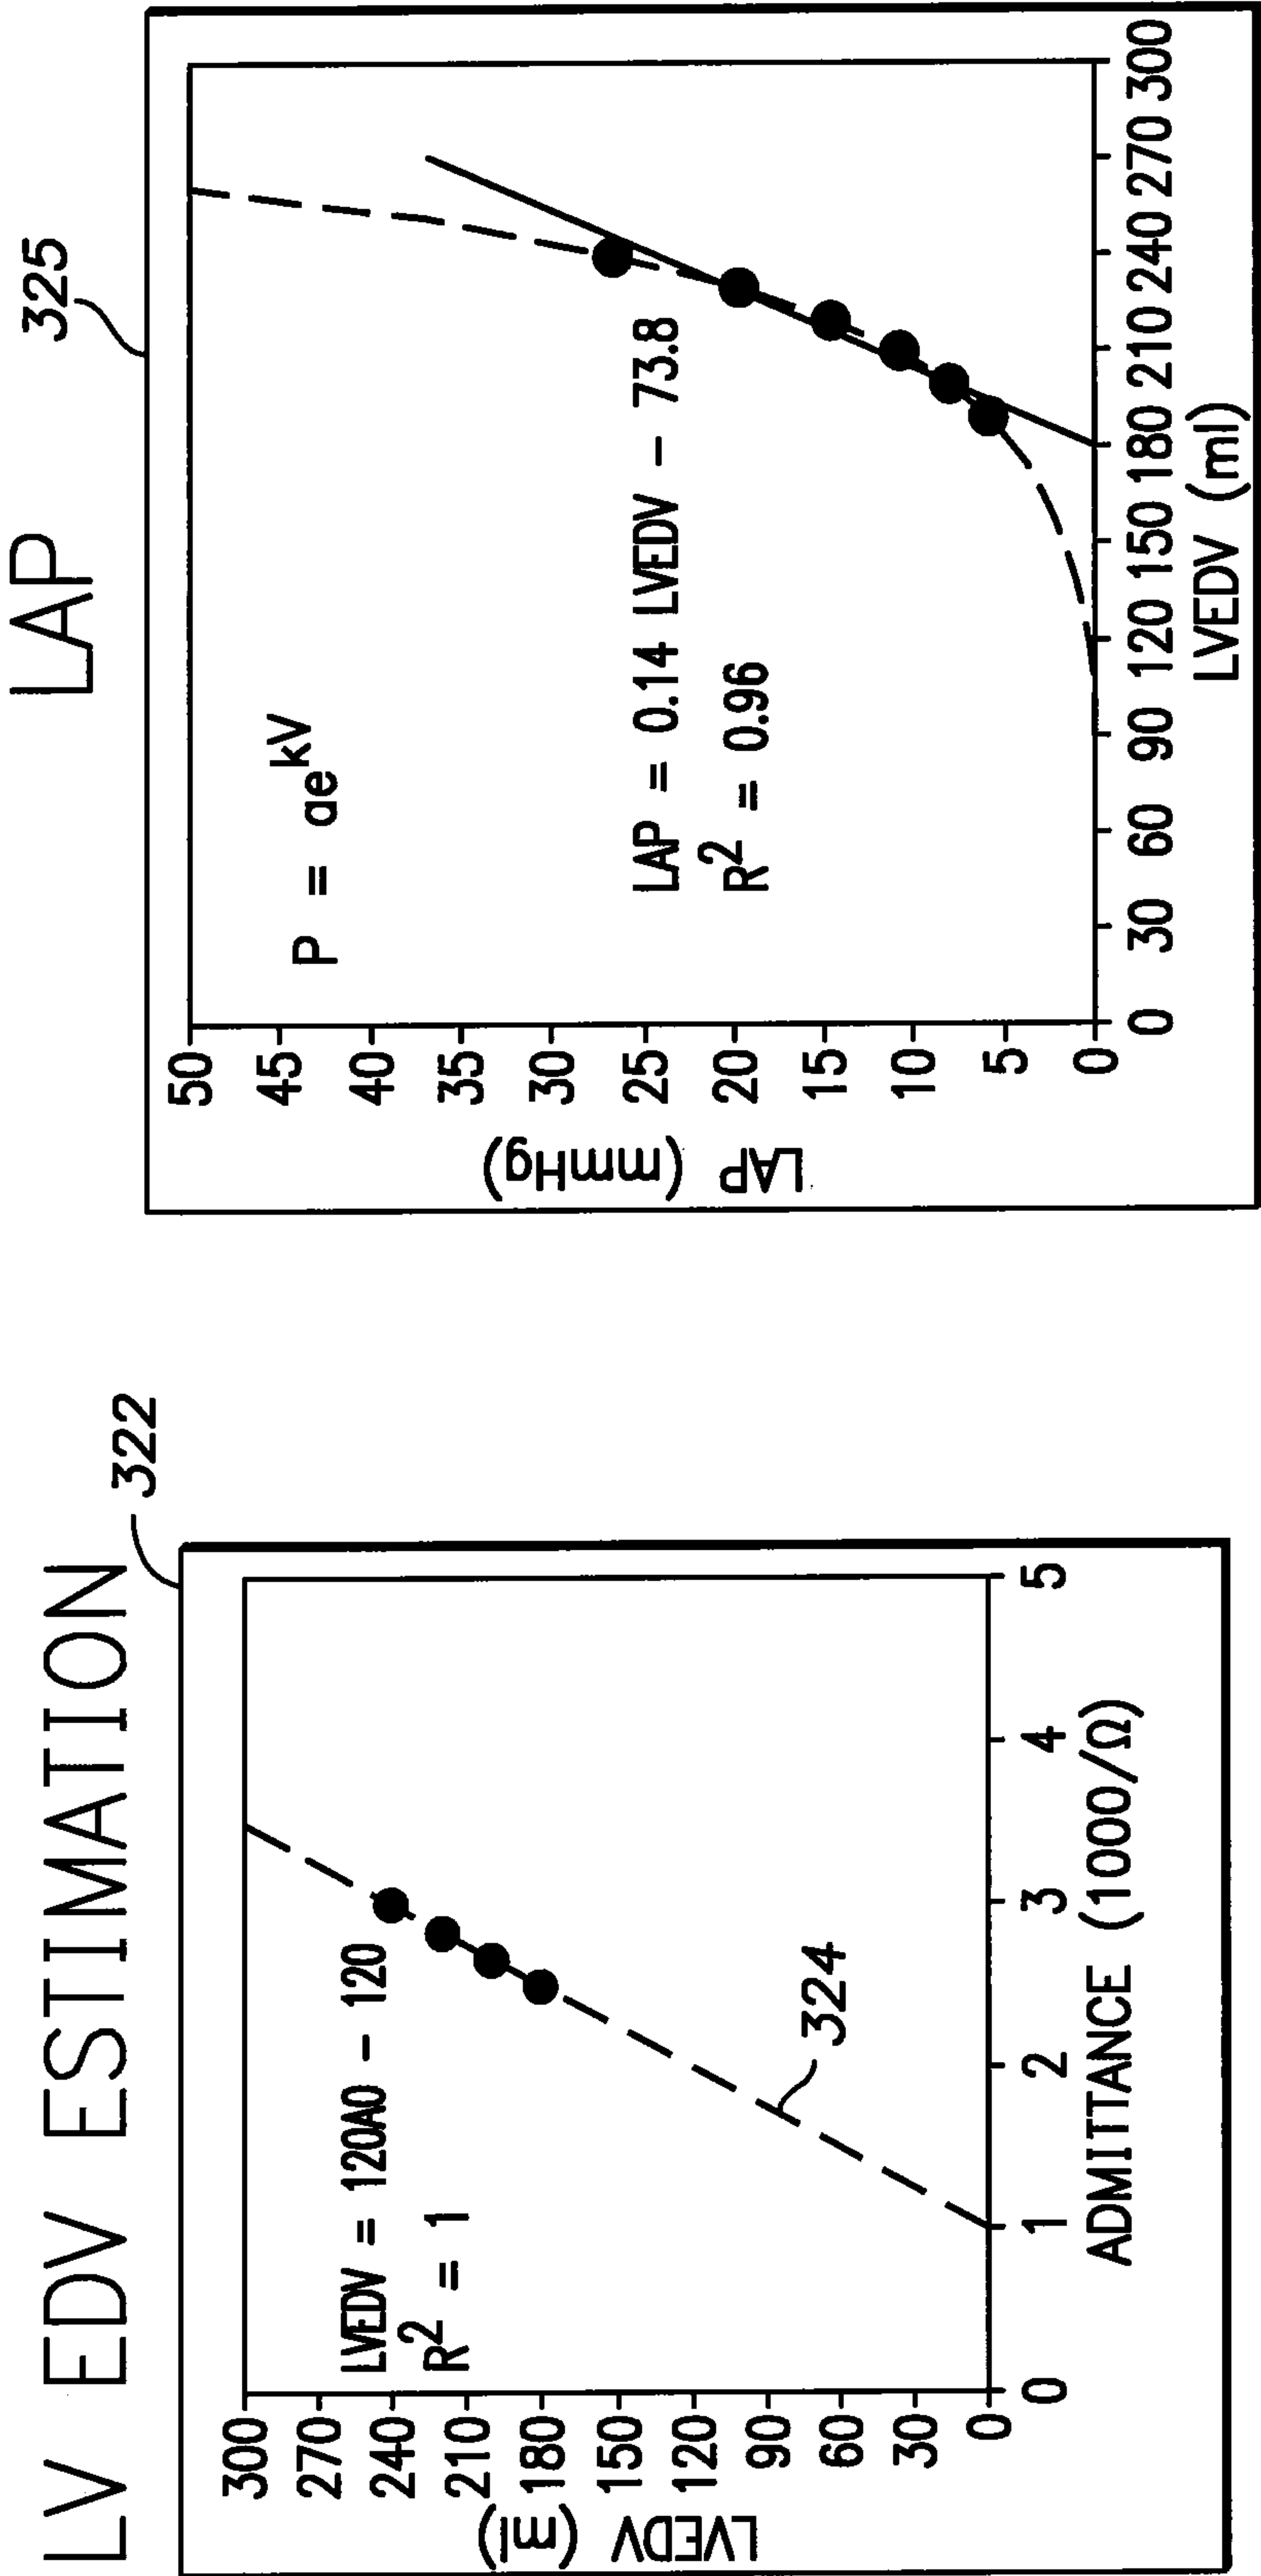 LV EDV ESTIMATION
322
LVEDV = 120A0 - 120
R2 = 1
300
270
240
210
180
150
120
90
60
30
0
LVEDV (ml)
324
0 1 2 3 4 5
ADMITTANCE (1000/Ω)
LAP
325
P = aekV
LAP = 0.14 LVEDV - 73.8
R2 = 0.96
50
45
40
35
30
25
20
15
10
5
0
LAP (mmHg)
0 30 60 90 120 150 180 210 240 270 300
LVEDV (ml)